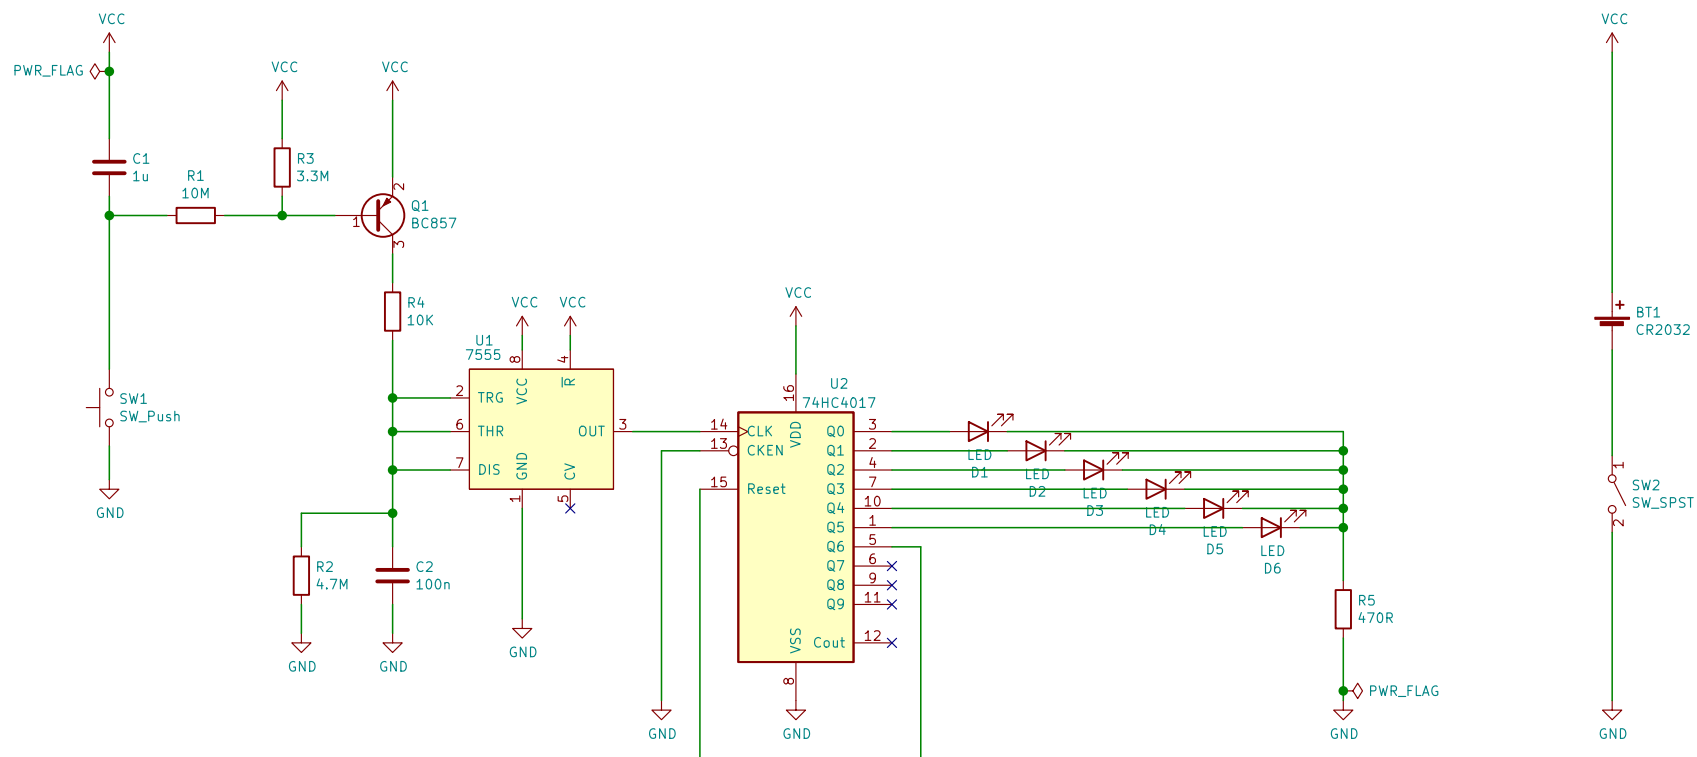 VCC
PWR_FLAG
C1
1u
R1
10M
VCC
R3
3.3M
VCC
2
1
3
Q1
BC857
R4
10K
SW1
SW_Push
GND
R2
4.7M
GND
C2
100n
GND
U1
7555
VCC
VCC
8
4
VCC
R
2
TRG
6
THR
7
DIS
OUT
3
GND
CV
1
5
GND
VCC
U2
74HC4017
16
VDD
14
CLK
13
CKEN
15
Reset
Q0
3
Q1
2
Q2
4
Q3
7
Q4
10
Q5
1
Q6
5
Q7
6
Q8
9
Q9
11
Cout
12
VSS
8
GND
GND
LED
D1
LED
D2
LED
D3
LED
D4
LED
D5
LED
D6
R5
470R
PWR_FLAG
GND
VCC
+
BT1
CR2032
1
SW2
SW_SPST
2
GND